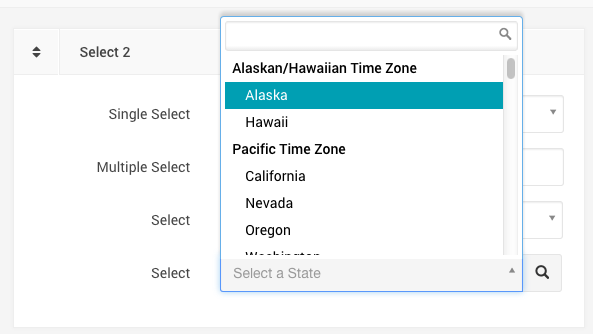 Select 2
Alaskan/Hawaiian Time Zone
Single Select
Alaska
Hawaii
Pacific Time Zone
Multiple Select
California
Nevada
Select
Oregon
Washington
Select
Select a State